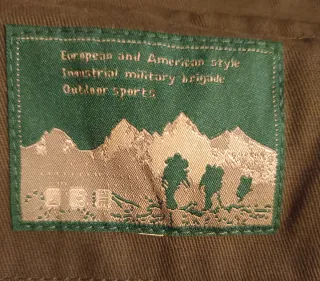 European and American style
Industrial military brigade
Outdoor sports